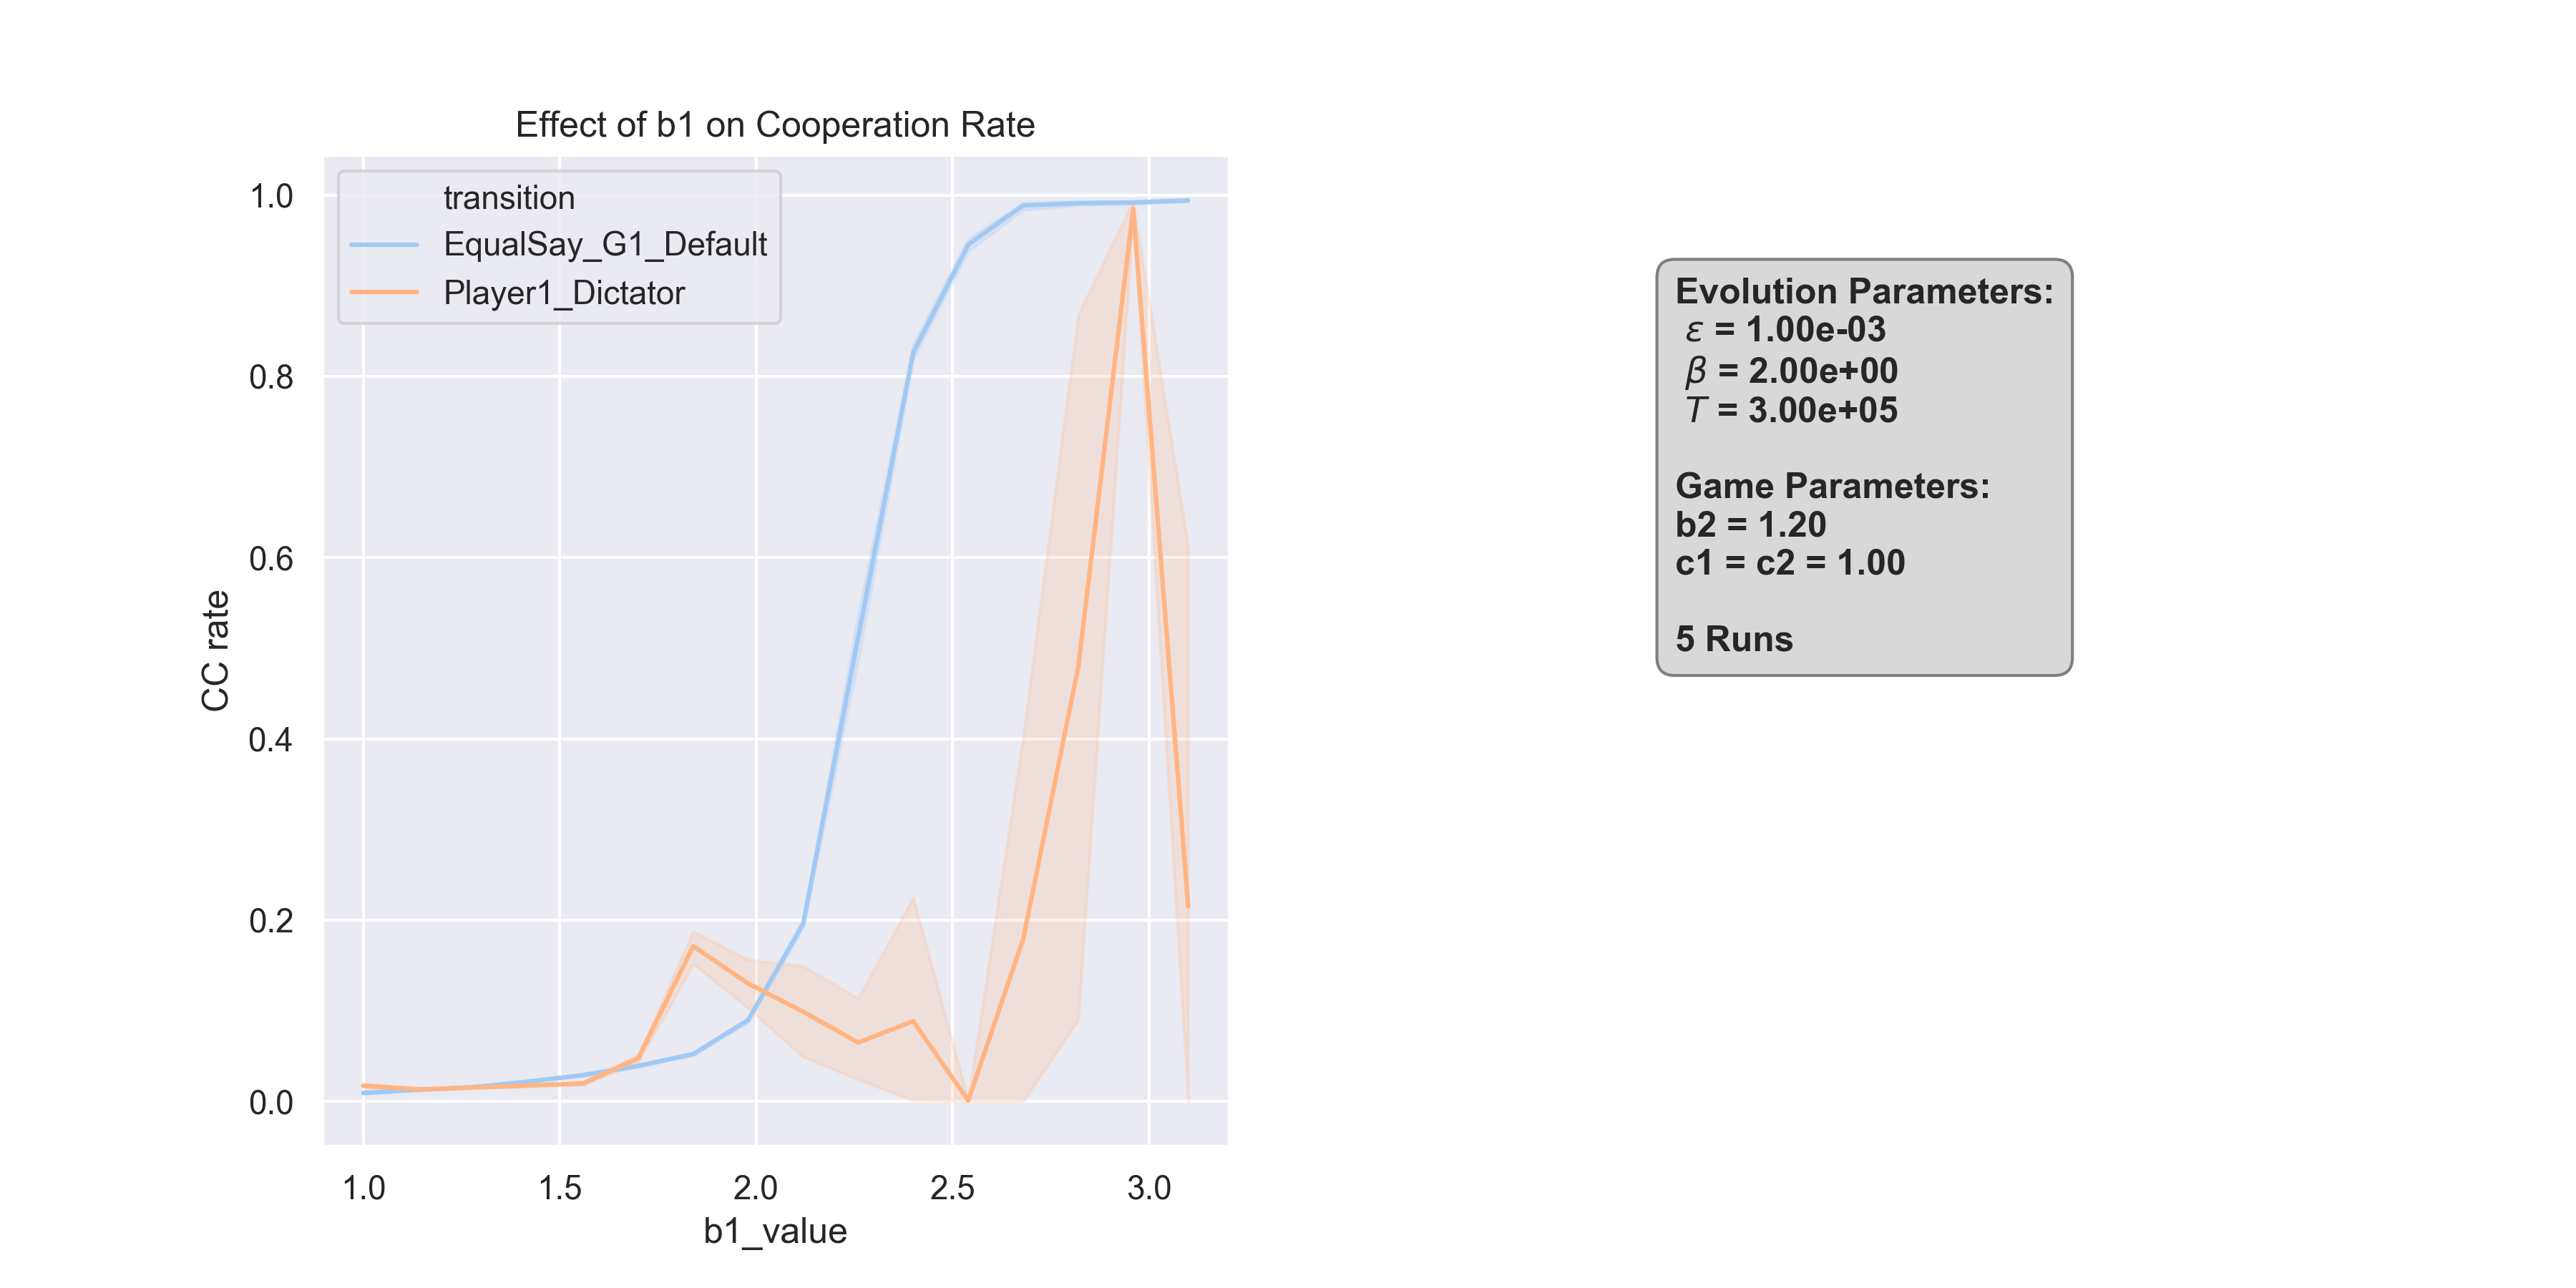 Effect of b1 on Cooperation Rate
transition
EqualSay_G1_Default
Player1_Dictator
1.0
0.8
0.6
0.4
0.2
0.0
CC rate
1.0 1.5 2.0 2.5 3.0
b1_value
Evolution Parameters:
ε = 1.00e-03
β = 2.00e+00
T = 3.00e+05
Game Parameters:
b2 = 1.20
c1 = c2 = 1.00
5 Runs